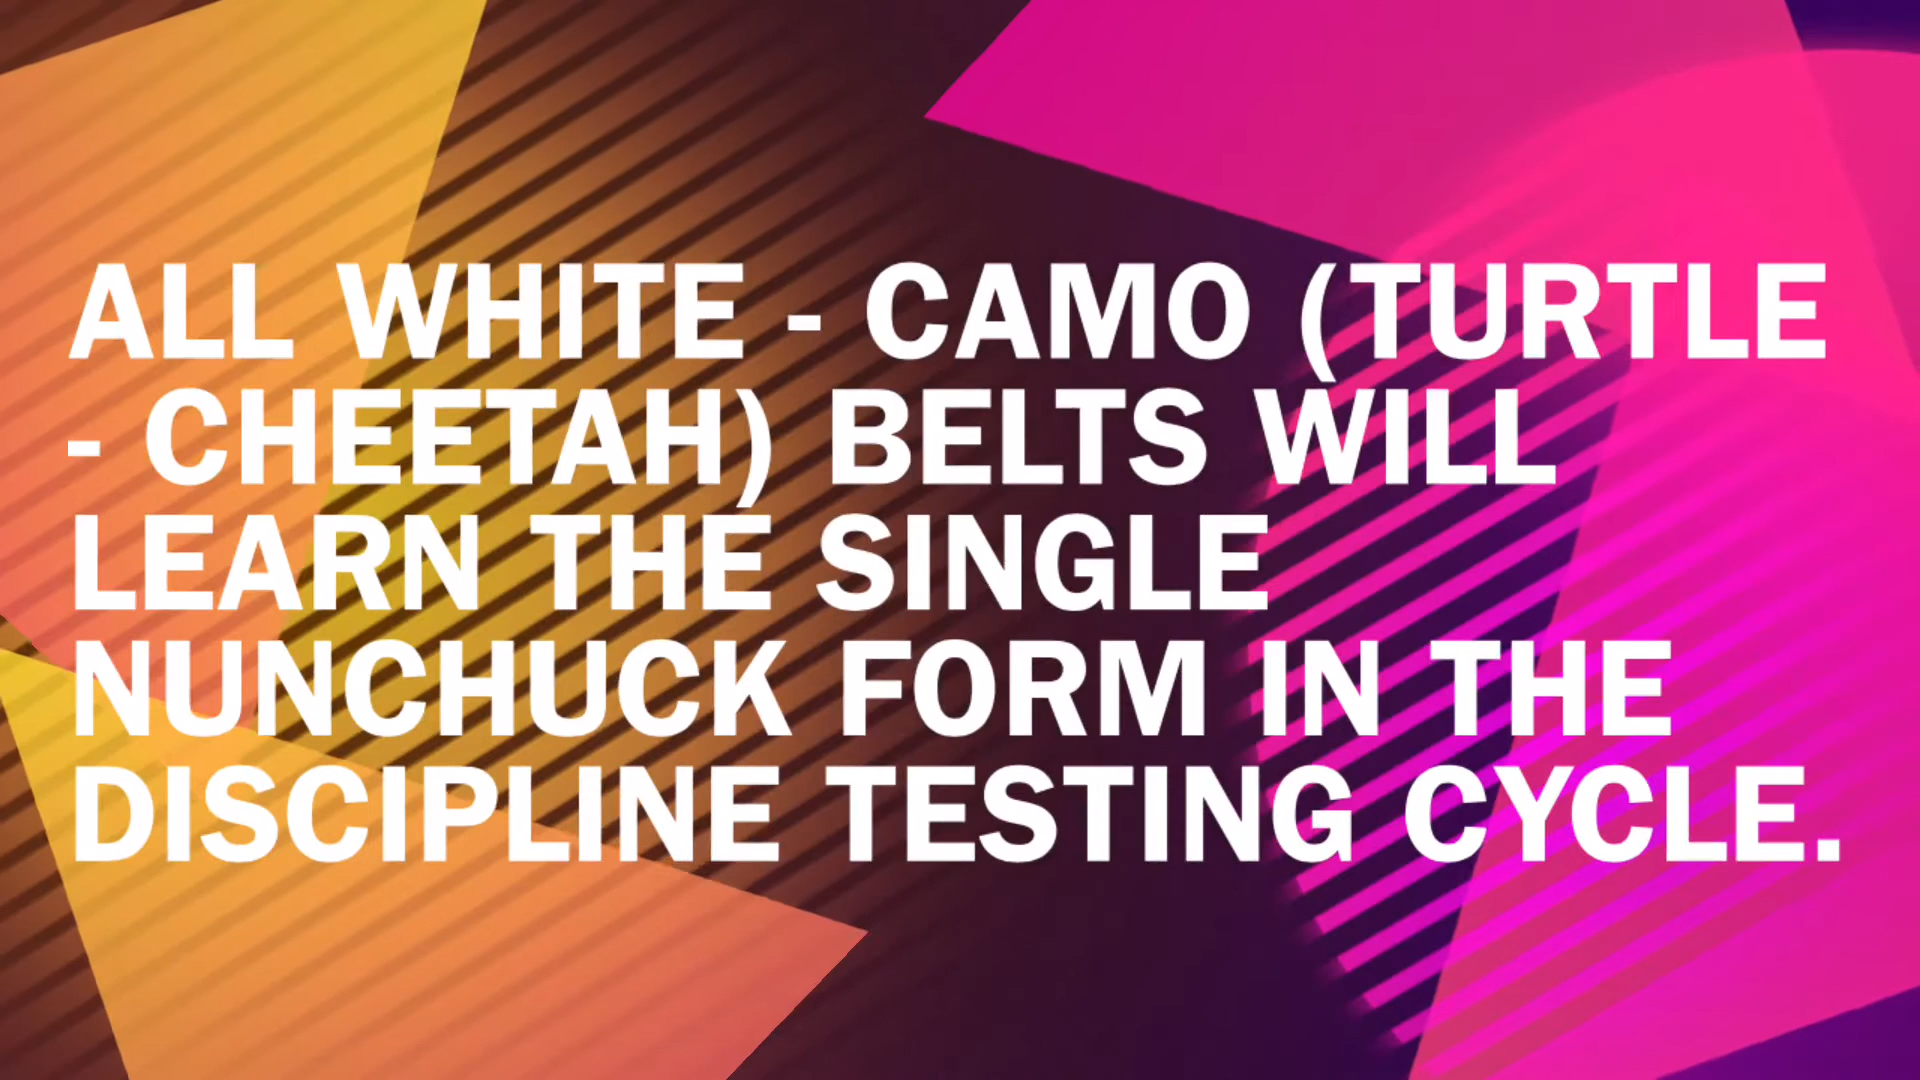 ALL WHITE - CAMO (TURTLE
- CHEETAH) BELTS WILL
LEARN THE SINGLE
NUNCHUCK FORM IN THE
DISCIPLINE TESTING CYCLE.